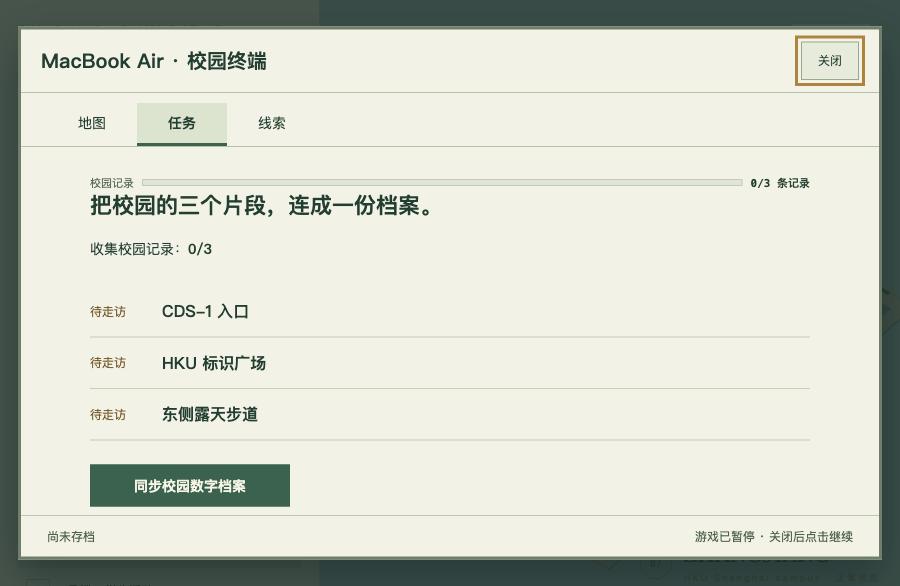 MacBook Air · 校园终端
关闭
地图
任务
线索
校园记录
0/3 条记录
把校园的三个片段，连成一份档案。
收集校园记录：0/3
待走访 CDS-1 入口
待走访 HKU 标识广场
待走访 东侧露天步道
同步校园数字档案
尚未存档
游戏已暂停 · 关闭后点击继续